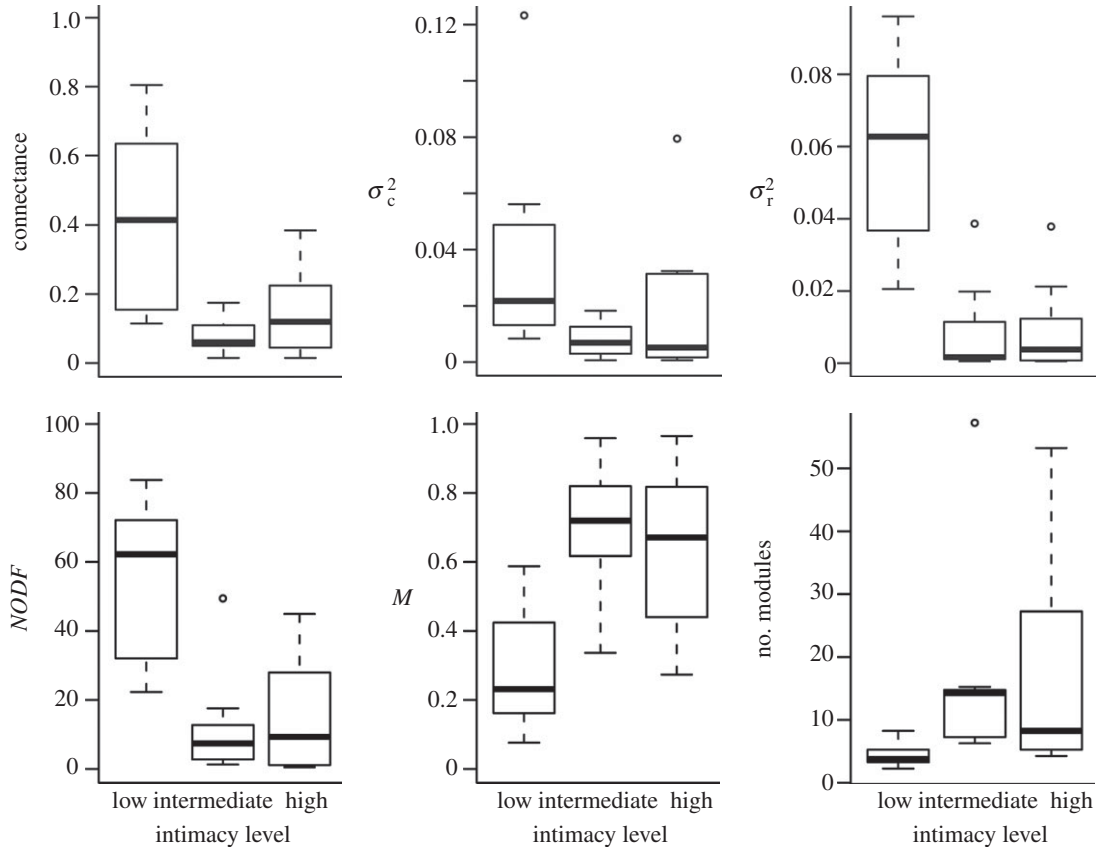 connectance
1.0
0.8
0.6
0.4
0.2
0
σ²c
0.12
0.08
0.04
0
σ²r
0.08
0.06
0.04
0.02
0
NODF
100
80
60
40
20
0
low intermediate high
intimacy level
M
1.0
0.8
0.6
0.4
0.2
0
low intermediate high
intimacy level
no. modules
50
40
30
20
10
0
low intermediate high
intimacy level